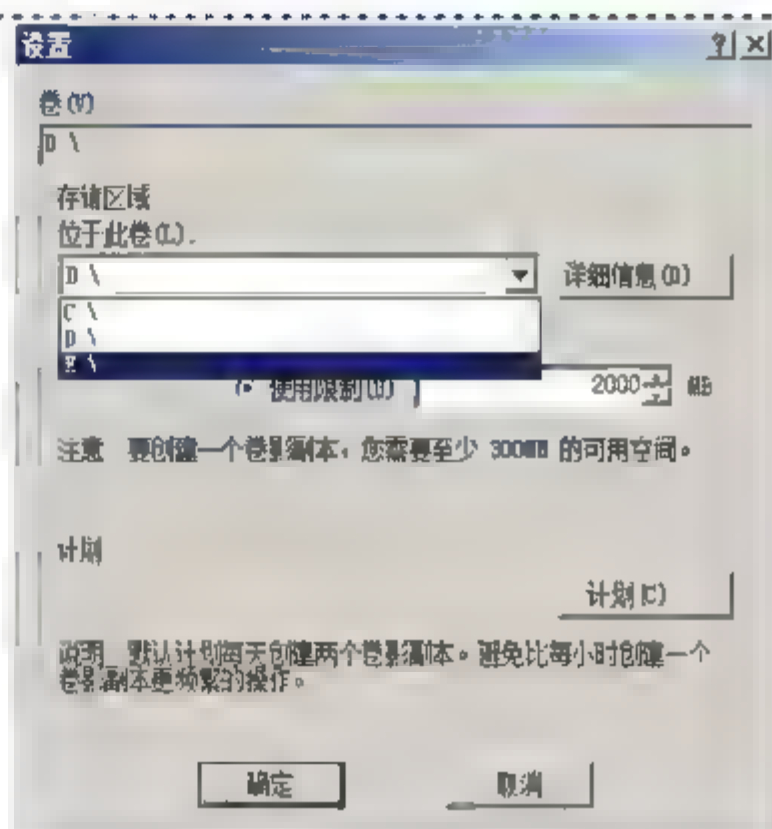 设置
卷(V)
D \
存储区域
位于此卷(L).
D \
详细信息(D)
C \
D \
E \
使用限制(U)
2000
MB
注意 要创建一个卷影副本，您需要至少 300MB 的可用空间。
计划
计划(C)
说明 默认计划每天创建两个卷影副本。避免比每小时创建一个
卷影副本更频繁的操作。
确定
取消